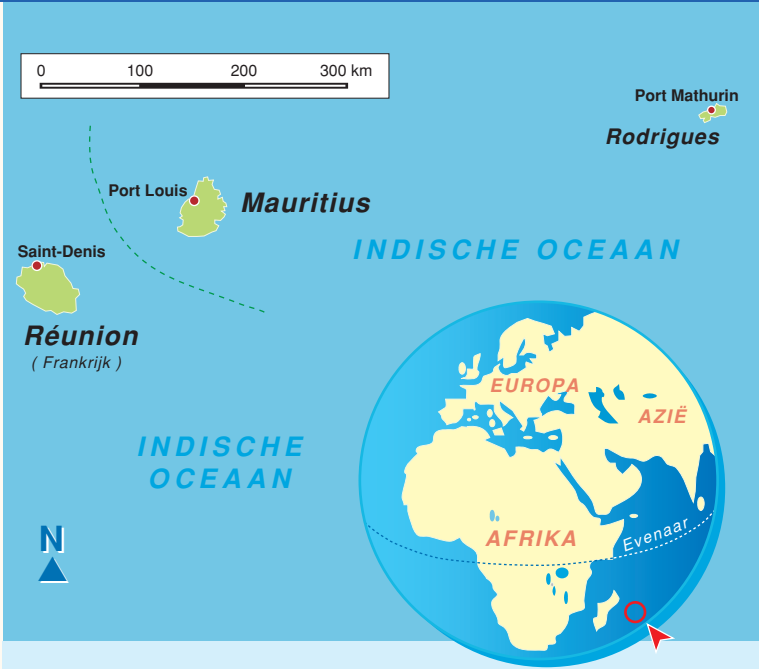 0 100 200 300 km
Port Mathurin
Rodrigues
Port Louis
Mauritius
INDISCHE OCEAAN
Saint-Denis
Réunion
( Frankrijk )
EUROPA
AZIË
INDISCHE
OCEAAN
N
AFRIKA
Evenaar